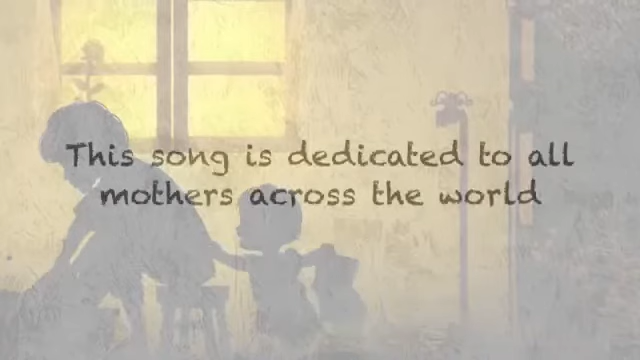 This song is dedicated to all
mothers across the world